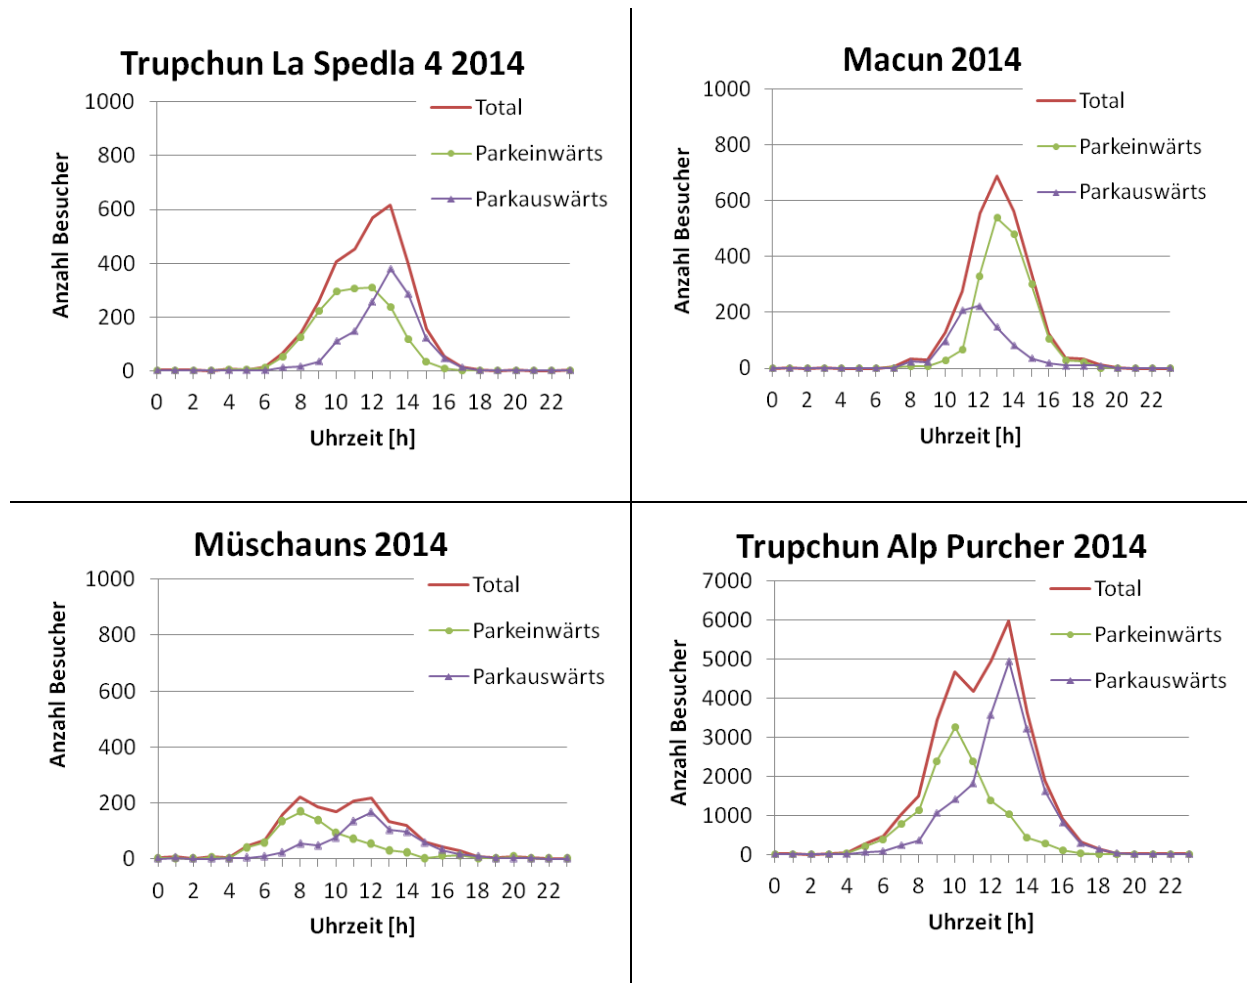 Trupchun La Spedla 4 2014
1000
800
600
400
200
0
Anzahl Besucher
Total
Parkeinwärts
Parkauswärts
0 2 4 6 8 10 12 14 16 18 20 22
Uhrzeit [h]
Macun 2014
1000
800
600
400
200
0
Anzahl Besucher
Total
Parkeinwärts
Parkauswärts
0 2 4 6 8 10 12 14 16 18 20 22
Uhrzeit [h]
Müschauns 2014
1000
800
600
400
200
0
Anzahl Besucher
Total
Parkeinwärts
Parkauswärts
0 2 4 6 8 10 12 14 16 18 20 22
Uhrzeit [h]
Trupchun Alp Purcher 2014
7000
6000
5000
4000
3000
2000
1000
0
Anzahl Besucher
Total
Parkeinwärts
Parkauswärts
0 2 4 6 8 10 12 14 16 18 20 22
Uhrzeit [h]